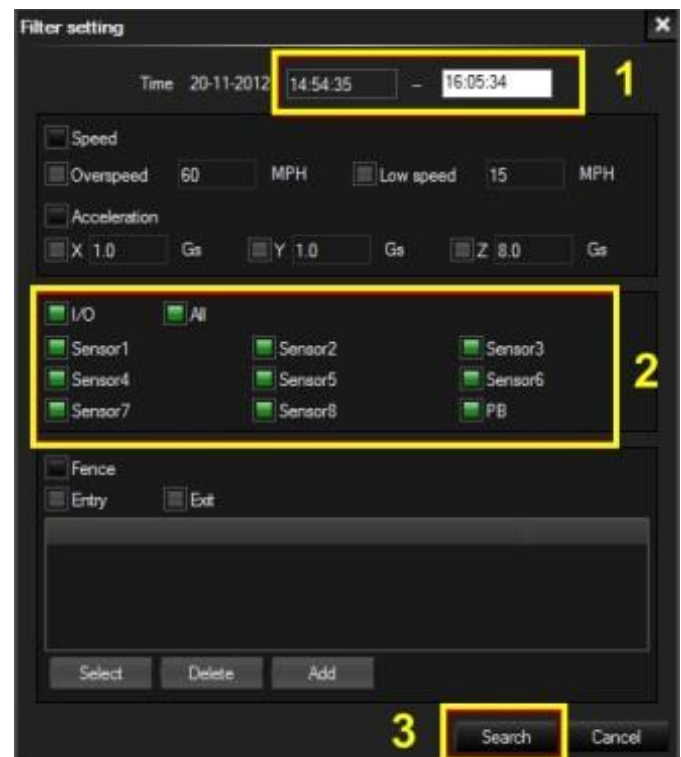 Filter setting
Time 20-11-2012 14:54:35 – 16:05:34 1
Speed
Overspeed 60 MPH Low speed 15 MPH
Acceleration
X 1.0 Gs Y 1.0 Gs Z 8.0 Gs
I/O All
Sensor1 Sensor2 Sensor3
Sensor4 Sensor5 Sensor6 2
Sensor7 Sensor8 PB
Fence
Entry Exit
Select Delete Add
3 Search Cancel